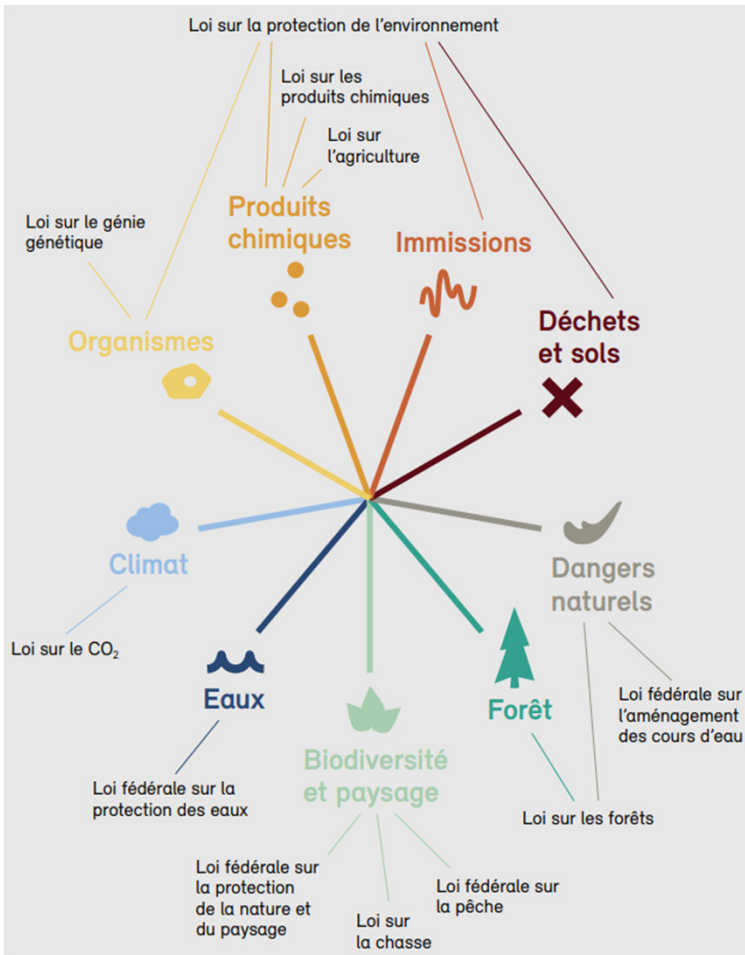 Loi sur la protection de l’environnement
Loi sur les
produits chimiques
Loi sur
l’agriculture
Produits
chimiques
Immissions
Loi sur le génie
génétique
Organismes
Déchets
et sols
Climat
Dangers
naturels
Loi sur le CO₂
Eaux
Forêt
Loi fédérale sur
l’aménagement
des cours d’eau
Biodiversité
et paysage
Loi fédérale sur la
protection des eaux
Loi sur les forêts
Loi fédérale sur
la protection
de la nature et
du paysage
Loi sur
la chasse
Loi fédérale sur
la pêche